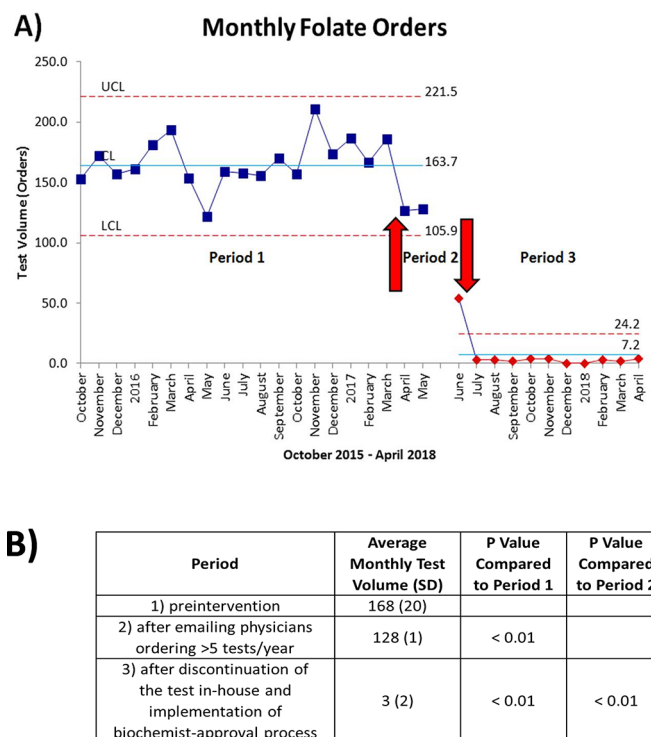 A)
Monthly Folate Orders
Test Volume (Orders)
250.0
200.0
150.0
100.0
50.0
0.0
UCL
221.5
CL
163.7
LCL
105.9
Period 1
Period 2
Period 3
24.2
7.2
October
November
December
2016
February
March
April
May
June
July
August
September
October
November
December
2017
February
March
April
May
June
July
August
September
October
November
December
2018
February
March
April
October 2015 - April 2018
B)
Period
Average Monthly Test Volume (SD)
P Value Compared to Period 1
P Value Compared to Period 2
1) preintervention
168 (20)
2) after emailing physicians
ordering >5 tests/year
128 (1)
< 0.01
3) after discontinuation of
the test in-house and
implementation of
biochemist-approval process
3 (2)
< 0.01
< 0.01